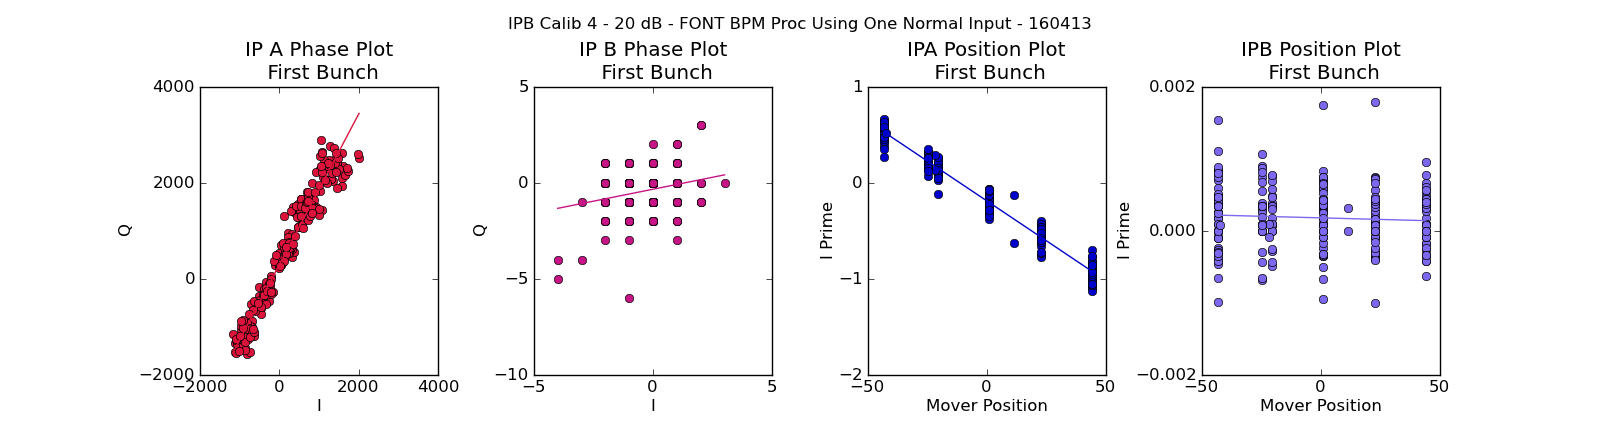 IPB Calib 4 - 20 dB - FONT BPM Proc Using One Normal Input - 160413
IP A Phase Plot
First Bunch
4000
2000
0
−2000
Q
−2000
0
2000
4000
I
IP B Phase Plot
First Bunch
5
0
−5
−10
Q
−5
0
5
I
IPA Position Plot
First Bunch
1
0
−1
−2
I Prime
−50
0
50
Mover Position
IPB Position Plot
First Bunch
0.002
0.000
−0.002
I Prime
−50
0
50
Mover Position